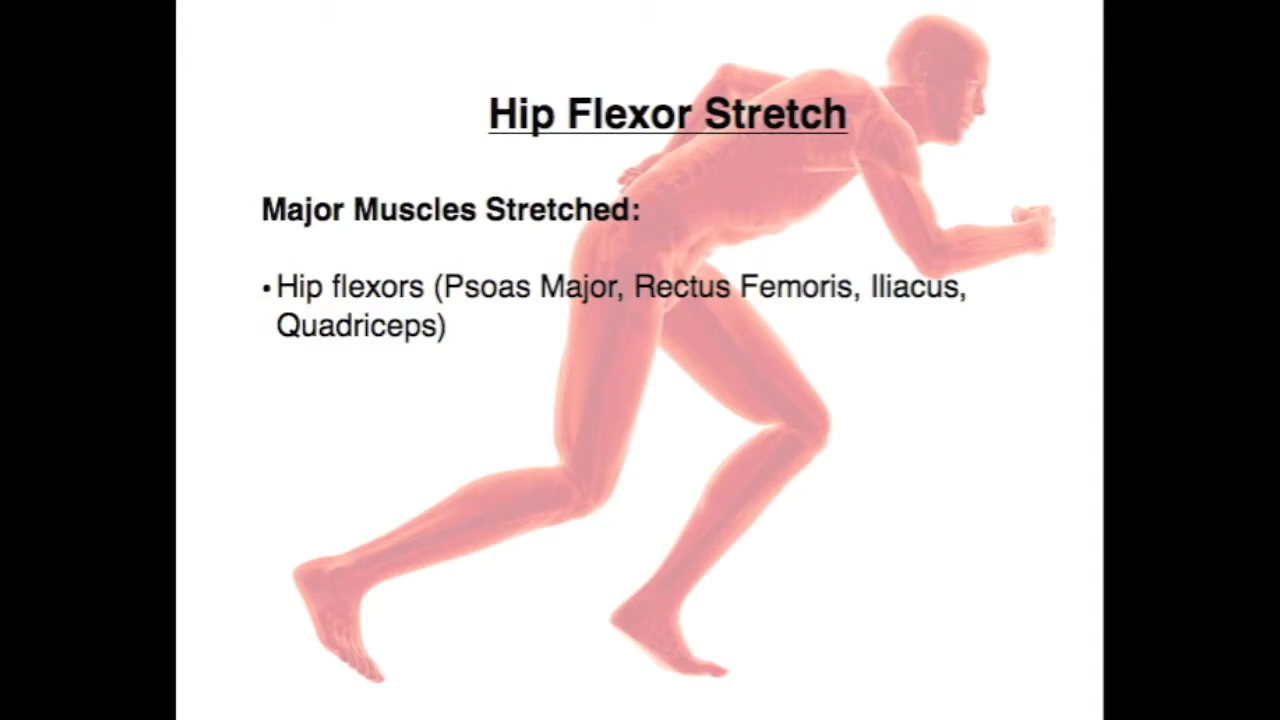 Hip Flexor Stretch
Major Muscles Stretched:
• Hip flexors (Psoas Major, Rectus Femoris, Iliacus,
Quadriceps)